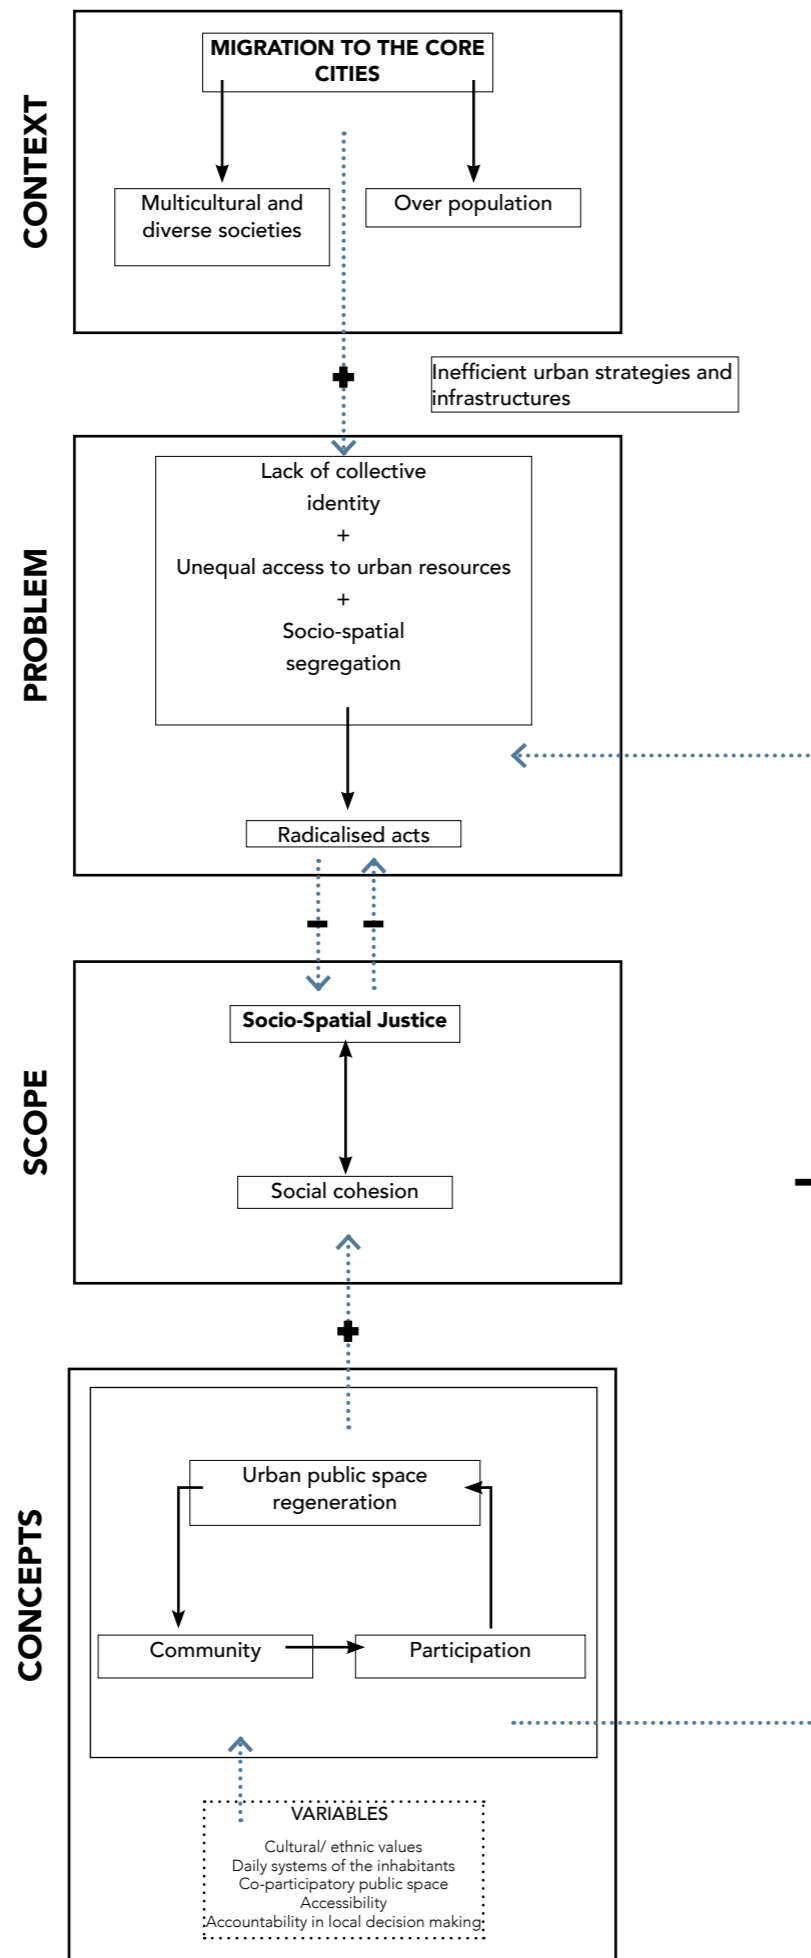 CONTEXT
MIGRATION TO THE CORE
CITIES
Multicultural and
diverse societies
Over population
+
Inefficient urban strategies and
infrastructures
PROBLEM
Lack of collective
identity
+
Unequal access to urban resources
+
Socio-spatial
segregation
Radicalised acts
- -
SCOPE
Socio-Spatial Justice
Social cohesion
-
+
CONCEPTS
Urban public space
regeneration
Community
Participation
VARIABLES
Cultural/ ethnic values
Daily systems of the inhabitants
Co-participatory public space
Accessibility
Accountability in local decision making